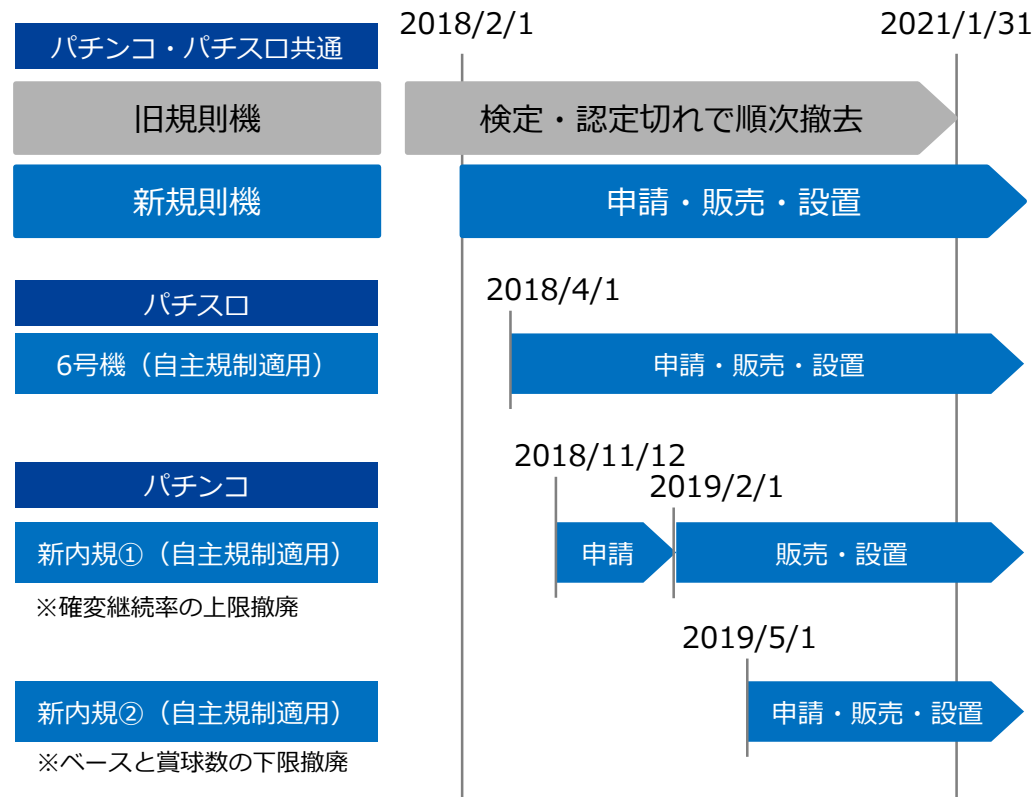 2018/2/1
2021/1/31
パチンコ・パチスロ共通
旧規則機
検定・認定切れで順次撤去
新規則機
申請・販売・設置
パチスロ
2018/4/1
6号機（自主規制適用）
申請・販売・設置
パチンコ
2018/11/12
2019/2/1
新内規①（自主規制適用）
申請
販売・設置
※確変継続率の上限撤廃
2019/5/1
新内規②（自主規制適用）
申請・販売・設置
※ベースと賞球数の下限撤廃